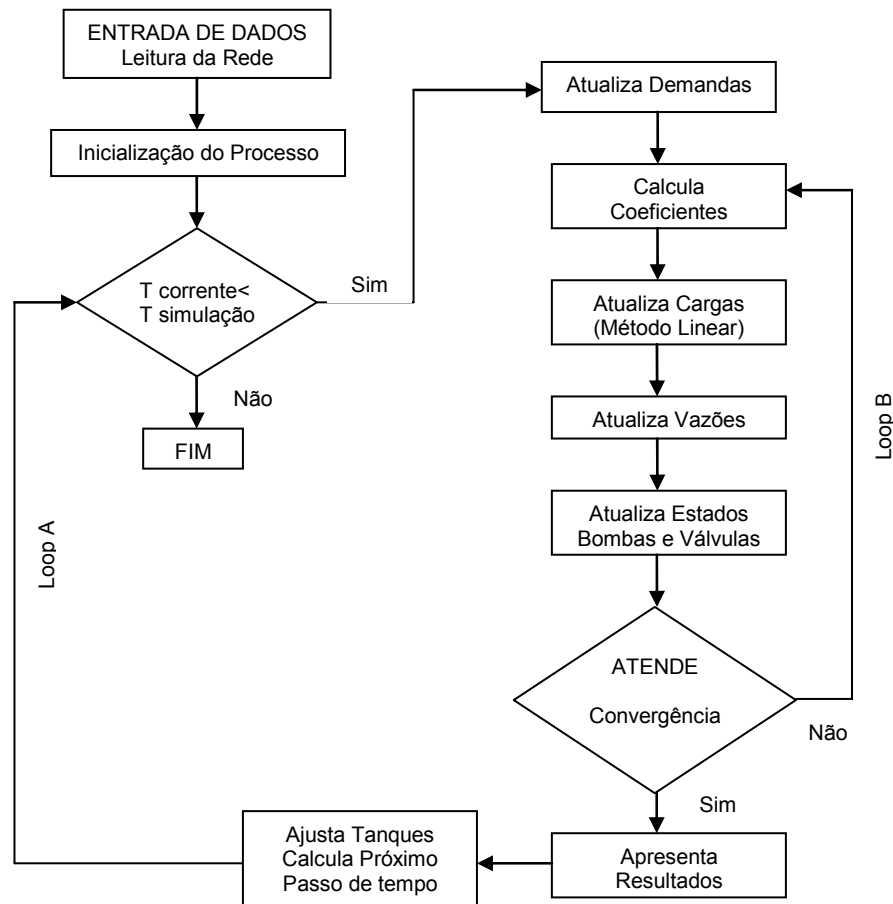 ENTRADA DE DADOS
Leitura da Rede
Inicialização do Processo
T corrente<
T simulação
Sim
Não
FIM
Loop A
Atualiza Demandas
Calcula
Coeficientes
Atualiza Cargas
(Método Linear)
Atualiza Vazões
Atualiza Estados
Bombas e Válvulas
ATENDE
Convergência
Não
Loop B
Sim
Apresenta
Resultados
Ajusta Tanques
Calcula Próximo
Passo de tempo